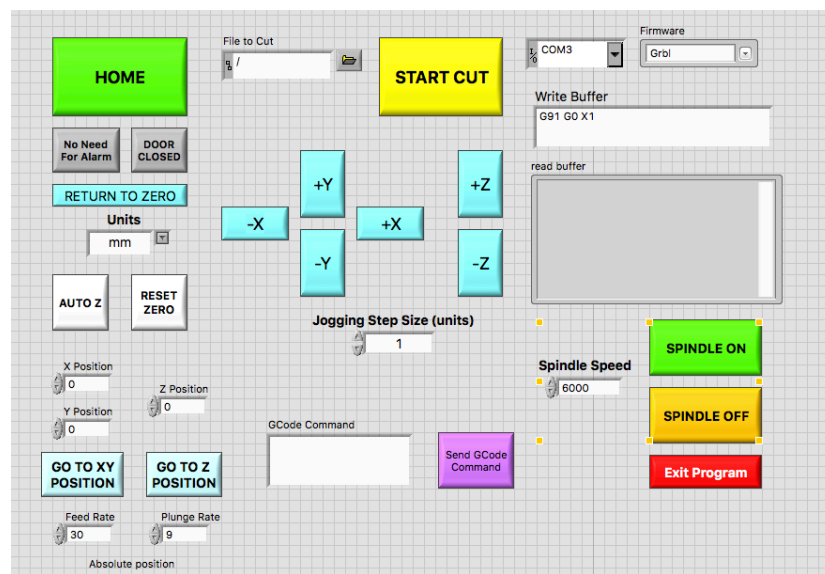 HOME
File to Cut
/
START CUT
COM3
Firmware
Grbl
Write Buffer
G91 G0 X1
No Need
For Alarm
DOOR
CLOSED
read buffer
RETURN TO ZERO
+Y
+Z
-X
+X
Units
mm
-Y
-Z
AUTO Z
RESET
ZERO
Jogging Step Size (units)
1
SPINDLE ON
Spindle Speed
6000
X Position
0
Z Position
0
Y Position
0
SPINDLE OFF
GCode Command
Send GCode
Command
GO TO XY
POSITION
GO TO Z
POSITION
Exit Program
Feed Rate
30
Plunge Rate
9
Absolute position